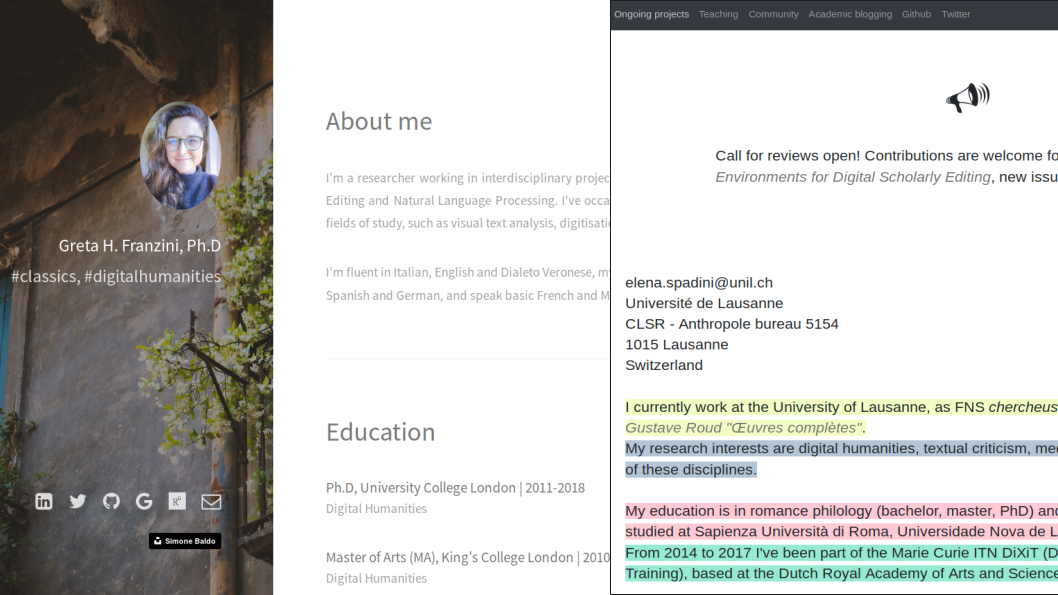 Greta H. Franzini, Ph.D
#classics, #digitalhumanities
Simone Baldo
About me
I'm a researcher working in interdisciplinary projec
Editing and Natural Language Processing. I've occa
fields of study, such as visual text analysis, digitisati
I'm fluent in Italian, English and Dialeto Veronese, my
Spanish and German, and speak basic French and M
Education
Ph.D, University College London | 2011-2018
Digital Humanities
Master of Arts (MA), King's College London | 2010
Digital Humanities
Ongoing projects Teaching Community Academic blogging Github Twitter
Call for reviews open! Contributions are welcome fo
Environments for Digital Scholarly Editing, new issu
elena.spadini@unil.ch
Université de Lausanne
CLSR - Anthropole bureau 5154
1015 Lausanne
Switzerland
I currently work at the University of Lausanne, as FNS chercheus
Gustave Roud "Œuvres complètes".
My research interests are digital humanities, textual criticism, med
of these disciplines.
My education is in romance philology (bachelor, master, PhD) and
studied at Sapienza Università di Roma, Universidade Nova de L
From 2014 to 2017 I've been part of the Marie Curie ITN DiXiT (D
Training), based at the Dutch Royal Academy of Arts and Science